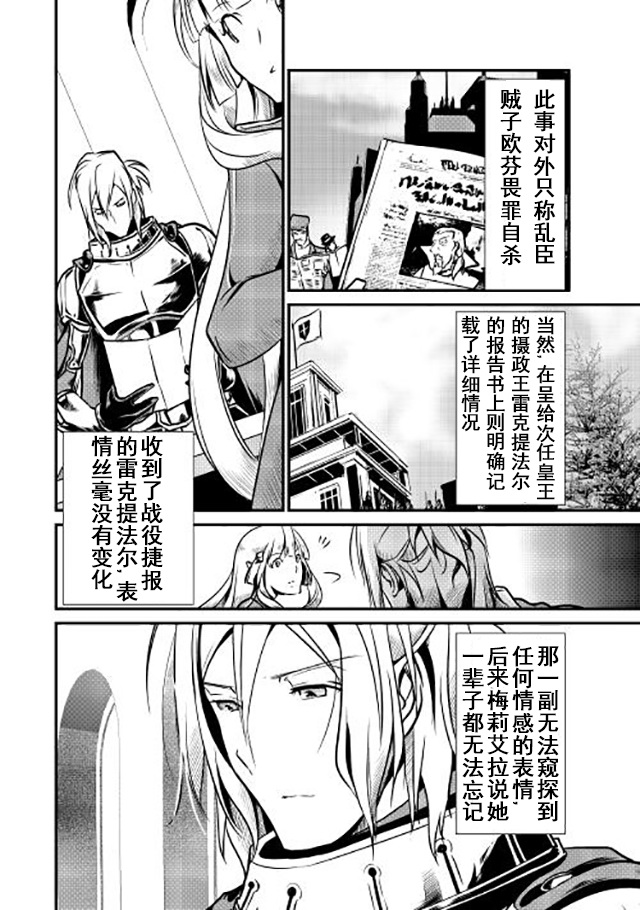 此事对外只称乱臣
贼子欧芬畏罪自杀
当然,在呈给次任皇王
的摄政王雷克提法尔
的报告书上则明确记
载了详细情况
收到了战役捷报
的雷克提法尔,表
情丝毫没有变化
那一副无法窥探到
任何情感的表情,
后来梅莉艾拉说她
一辈子都无法忘记